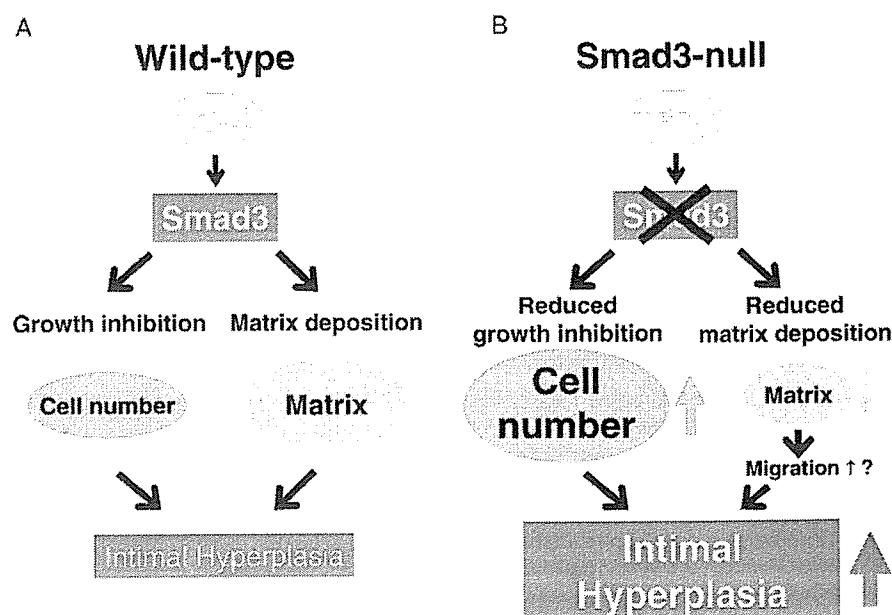 A
Wild-type
Smad3
Growth inhibition
Matrix deposition
Cell number
Matrix
Intimal Hyperplasia
B
Smad3-null
Smad3
Reduced
growth inhibition
Reduced
matrix deposition
Cell
number
Matrix
Migration ↑ ?
Intimal
Hyperplasia